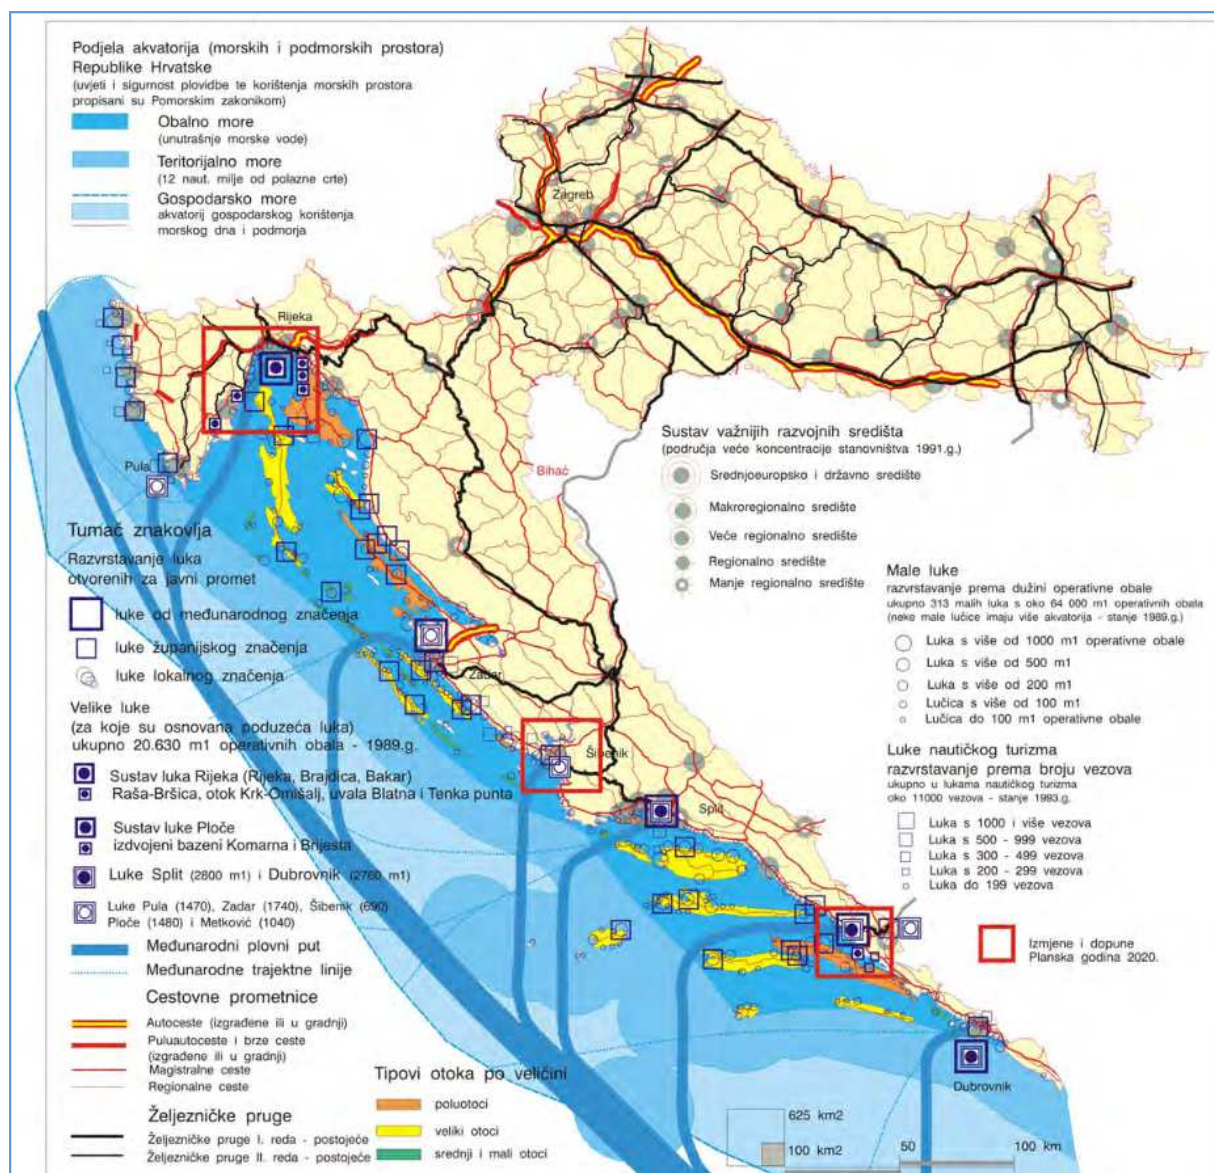 Podjela akvatorija (morskih i podmorskih prostora)
Republike Hrvatske
(uvjeti i sigurnost plovidbe te korištenja morskih prostora
propisani su Pomorskim zakonikom)
Obalno more
(unutrašnje morske vode)
Teritorijalno more
(12 naut. milje od polazne crte)
Gospodarsko more
akvatorij gospodarskog korištenja
morskog dna i podmorja
Zagreb
Rijeka
Pula
Bihać
Zadar
Šibenik
Split
Dubrovnik
Sustav važnijih razvojnih središta
(područja veće koncentracije stanovništva 1991.g.)
Srednjoeuropsko i državno središte
Makroregionalno središte
Veće regionalno središte
Regionalno središte
Manje regionalno središte
Tumač znakovlja
Razvrstavanje luka
otvorenih za javni promet
luke od međunarodnog značenja
luke županijskog značenja
luke lokalnog značenja
Velike luke
(za koje su osnovana poduzeća luka)
ukupno 20.630 m1 operativnih obala - 1989.g.
Sustav luka Rijeka (Rijeka, Brajdica, Bakar)
Raša-Bršica, otok Krk-Omišalj, uvala Blatna i Tenka punta
Sustav luke Ploče
izdvojeni bazeni Komarna i Brijesta
Luke Split (2800 m1) i Dubrovnik (2760 m1)
Luke Pula (1470), Zadar (1740), Šibenik (690)
Ploče (1480) i Metković (1040)
Međunarodni plovni put
Međunarodne trajektne linije
Cestovne prometnice
Autoceste (izgrađene ili u gradnji)
Puluautoceste i brze ceste
(izgrađene ili u gradnji)
Magistralne ceste
Regionalne ceste
Željezničke pruge
Željezničke pruge I. reda - postojeće
Željezničke pruge II. reda - postojeće
Tipovi otoka po veličini
poluotoci
veliki otoci
srednji i mali otoci
Male luke
razvrstavanje prema dužini operativne obale
ukupno 313 malih luka s oko 64 000 m1 operativnih obala
(neke male lučice imaju više akvatorija - stanje 1989.g.)
Luka s više od 1000 m1 operativne obale
Luka s više od 500 m1
Luka s više od 200 m1
Lučica s više od 100 m1
Lučica do 100 m1 operativne obale
Luke nautičkog turizma
razvrstavanje prema broju vezova
ukupno u lukama nautičkog turizma
oko 11000 vezova - stanje 1993.g.
Luka s 1000 i više vezova
Luka s 500 - 999 vezova
Luka s 300 - 499 vezova
Luka s 200 - 299 vezova
Luka do 199 vezova
Izmjene i dopune
Planska godina 2020.
625 km2
100 km2
50
100 km